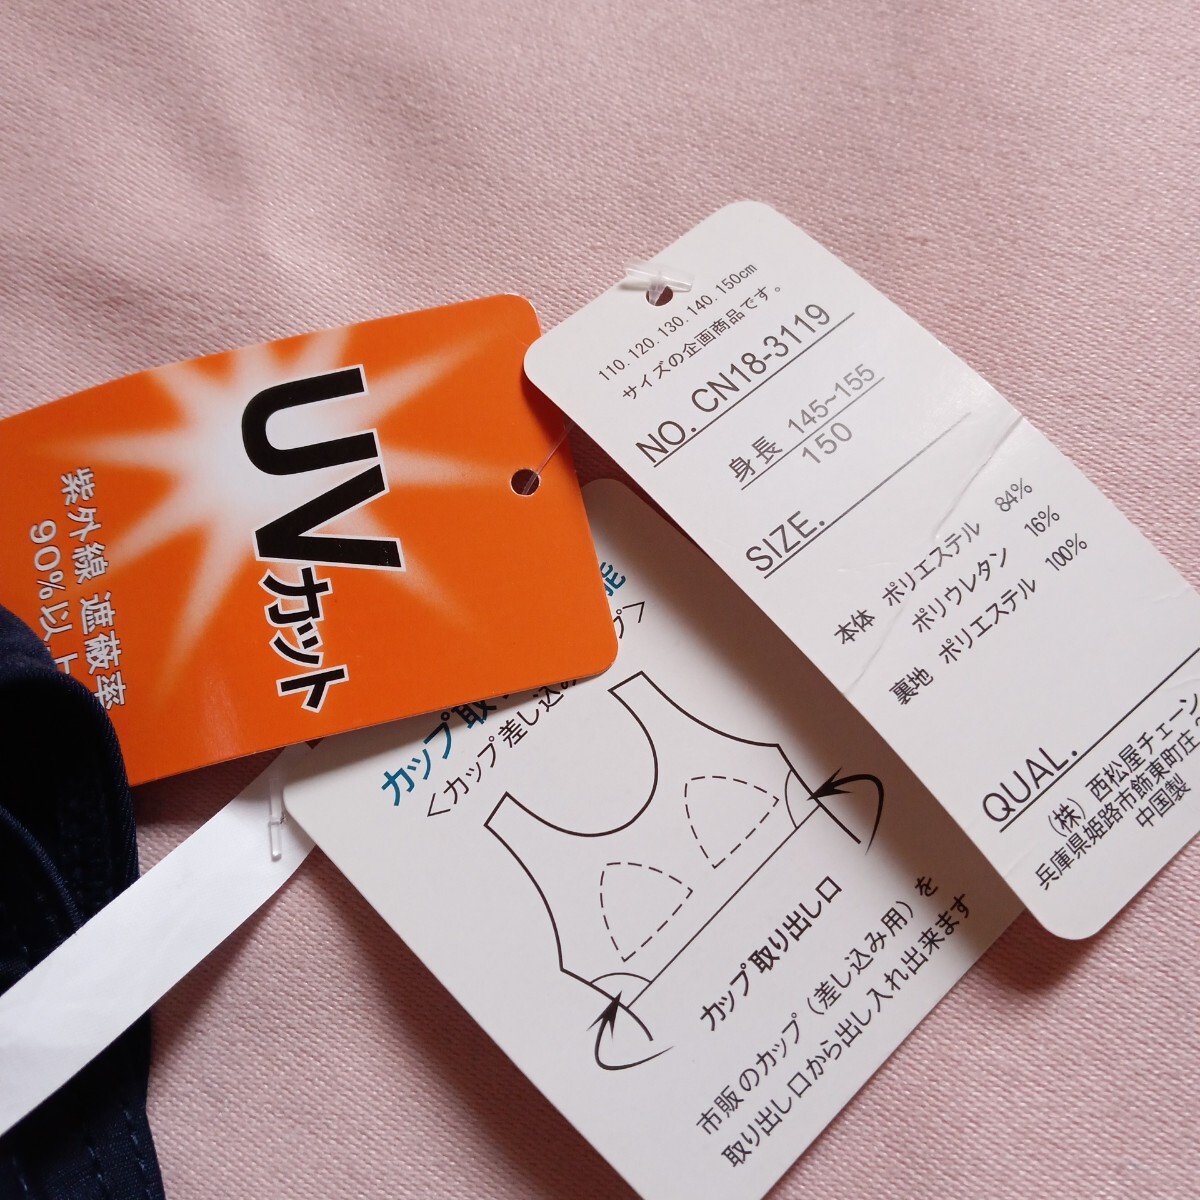 UVカット
紫外線 遮蔽率
90%以上
カップ取
能
<カップ差し込み
プ>
カップ取り出し口
市販のカップ（差し込み用）を
取り出し口から出し入れ出来ます
110.120.130.140.150cm
サイズの企画商品です。
NO. CN18-3119
身長 145~155
150
SIZE.
本体 ポリエステル 84%
ポリウレタン 16%
裏地 ポリエステル 100%
QUAL.
(株) 西松屋チェーン
兵庫県姫路市飾東町庄
中国製